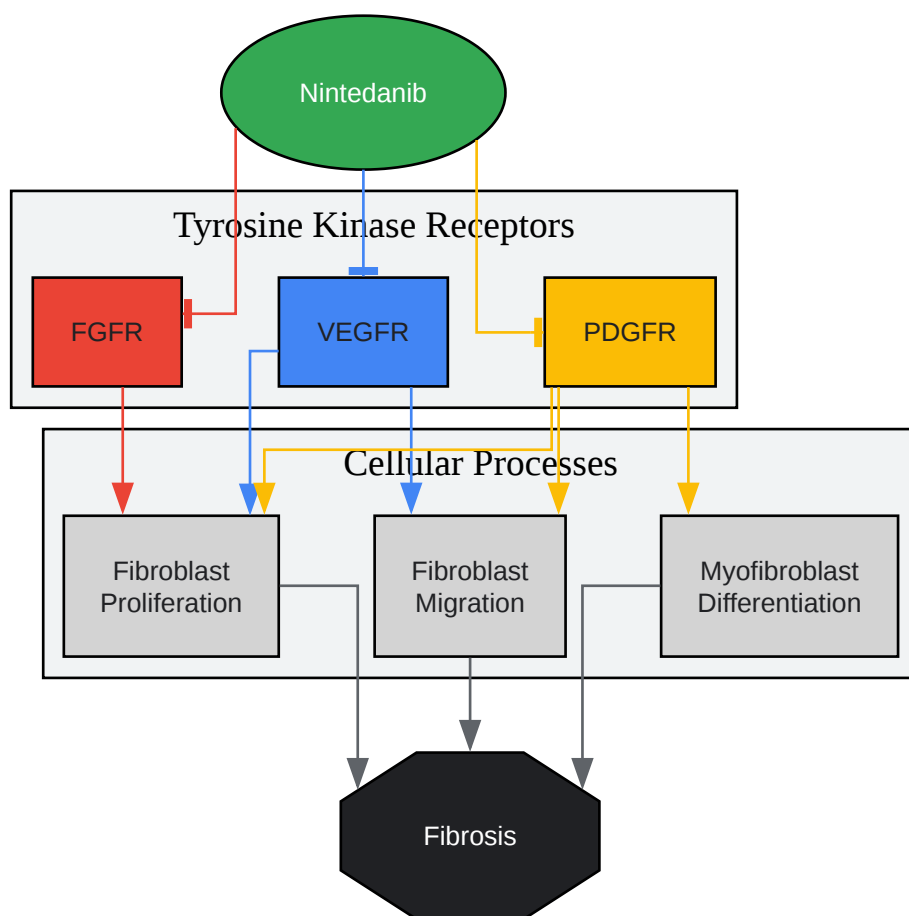 Nintedanib
Tyrosine Kinase Receptors
FGFR
VEGFR
PDGFR
Cellular Processes
Fibroblast
Proliferation
Fibroblast
Migration
Myofibroblast
Differentiation
Fibrosis